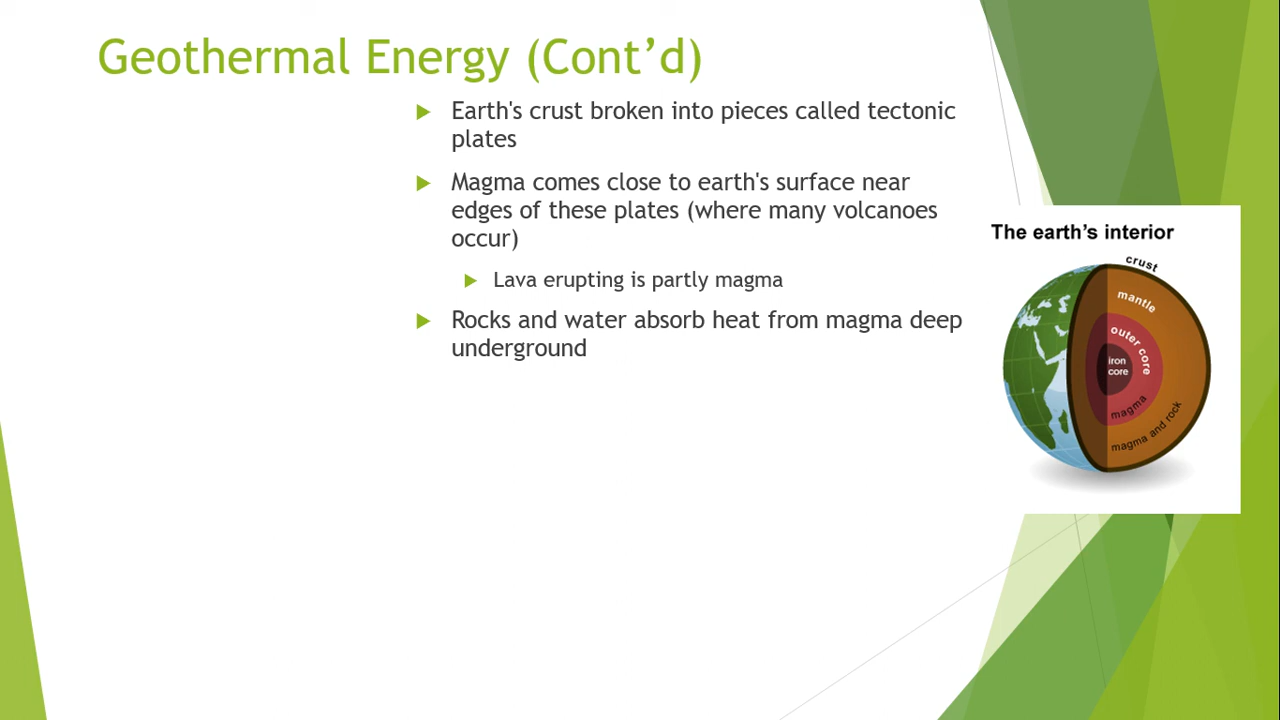 Geothermal Energy (Cont’d)
Earth's crust broken into pieces called tectonic
plates
Magma comes close to earth's surface near
edges of these plates (where many volcanoes
occur)
Lava erupting is partly magma
Rocks and water absorb heat from magma deep
underground
The earth’s interior
crust
mantle
outer core
iron
core
magma
magma and rock